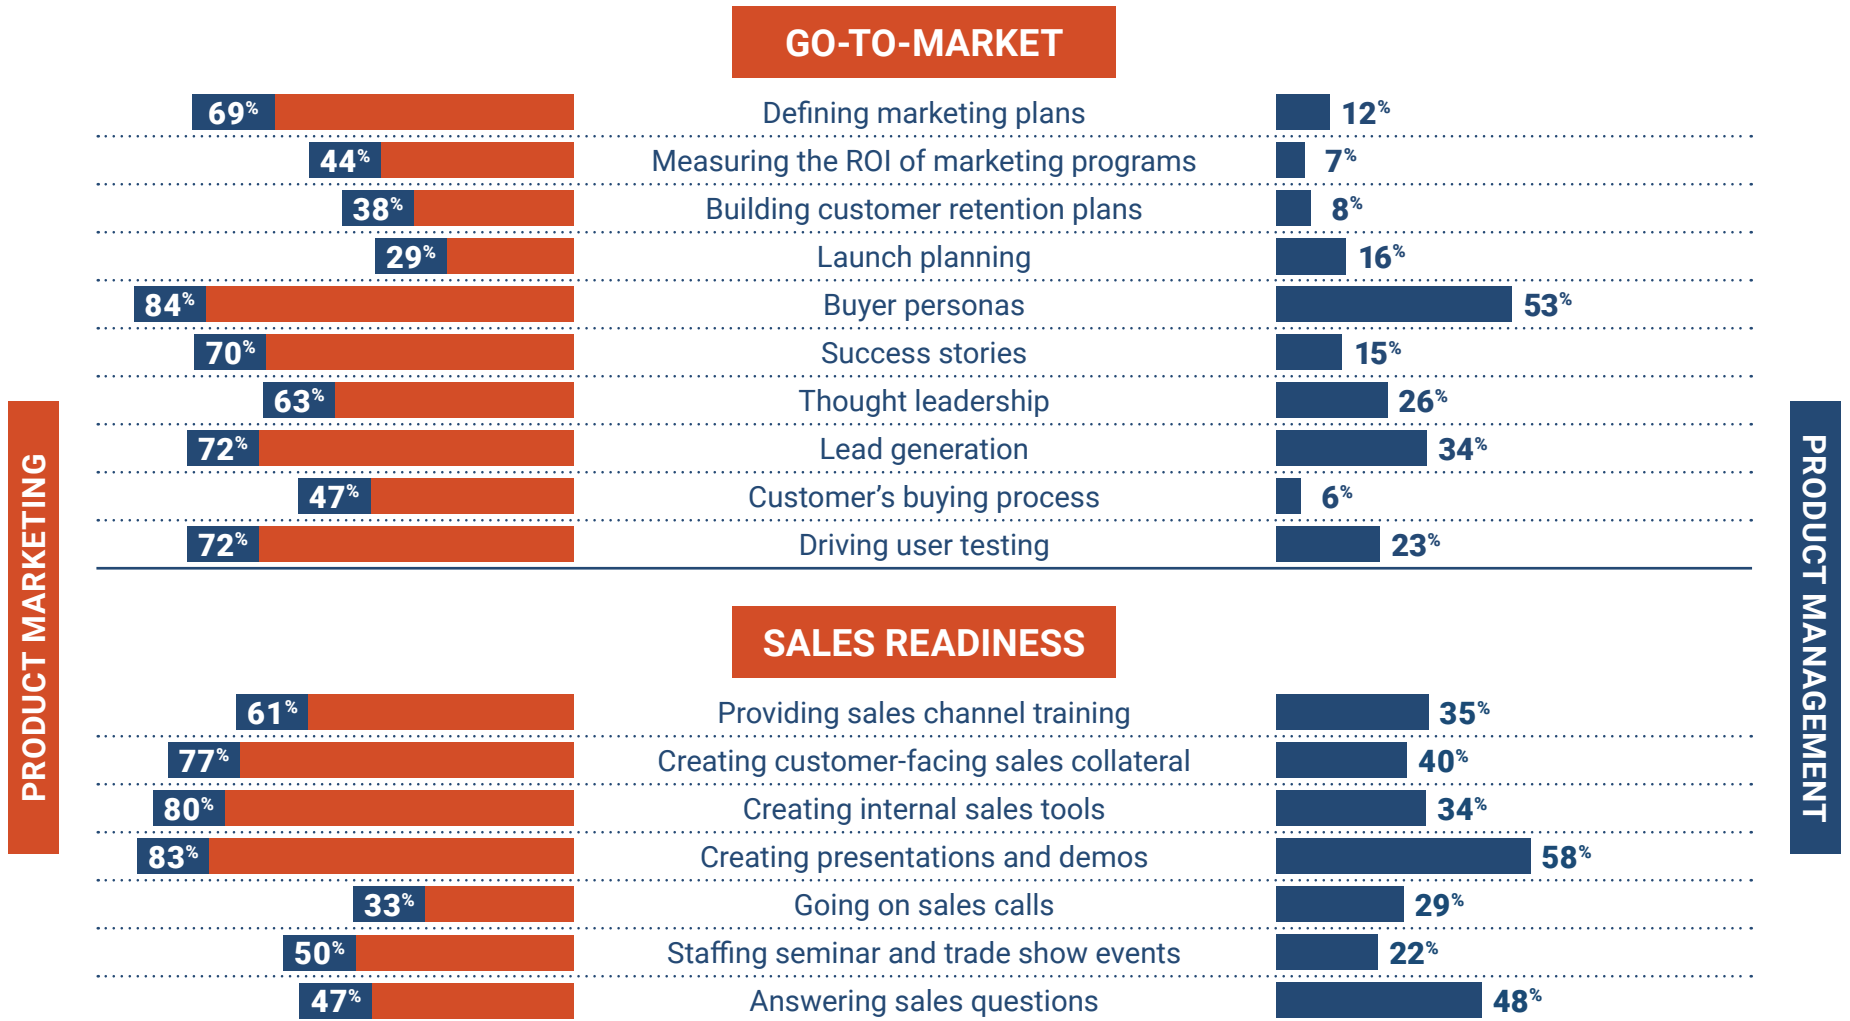 GO-TO-MARKET
69% Defining marketing plans 12%
44% Measuring the ROI of marketing programs 7%
38% Building customer retention plans 8%
29% Launch planning 16%
84% Buyer personas 53%
70% Success stories 15%
63% Thought leadership 26%
72% Lead generation 34%
47% Customer’s buying process 6%
72% Driving user testing 23%
PRODUCT MARKETING
PRODUCT MANAGEMENT
SALES READINESS
61% Providing sales channel training 35%
77% Creating customer-facing sales collateral 40%
80% Creating internal sales tools 34%
83% Creating presentations and demos 58%
33% Going on sales calls 29%
50% Staffing seminar and trade show events 22%
47% Answering sales questions 48%